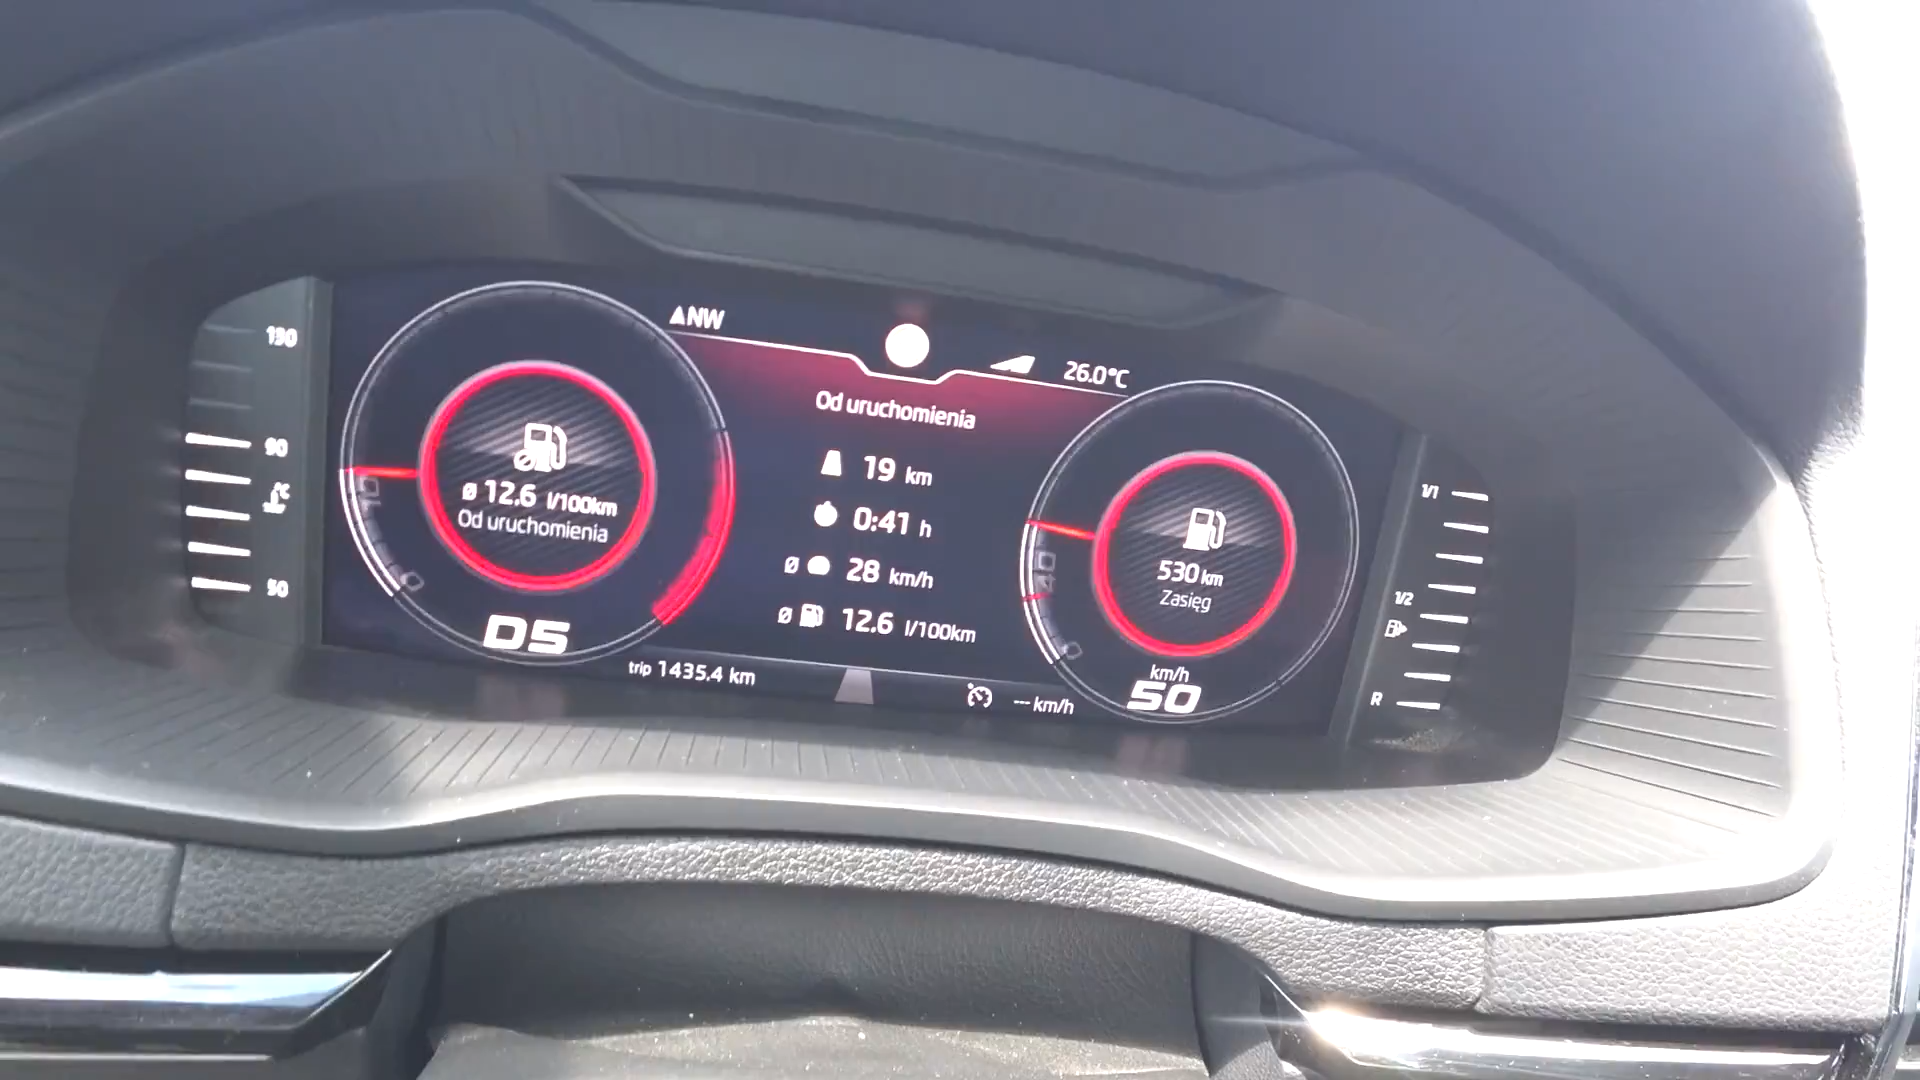 130
90
°C
50
ø 12.6 l/100km
Od uruchomienia
D5
NW
26.0°C
Od uruchomienia
19 km
0:41 h
ø 28 km/h
ø 12.6 l/100km
trip 1435.4 km
--- km/h
530 km
Zasięg
km/h
50
1/1
1/2
R